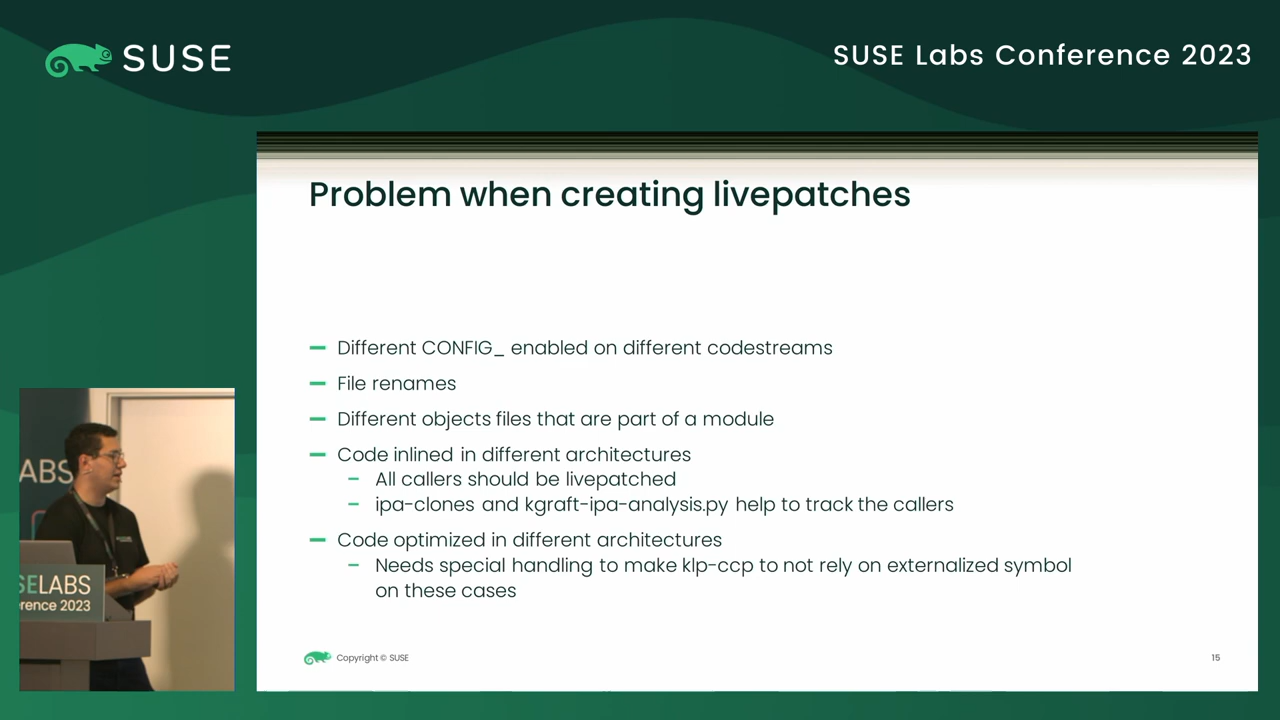 SUSE
SUSE Labs Conference 2023
Problem when creating livepatches
Different CONFIG_ enabled on different codestreams
File renames
Different objects files that are part of a module
Code inlined in different architectures
All callers should be livepatched
ipa-clones and kgraft-ipa-analysis.py help to track the callers
Code optimized in different architectures
Needs special handling to make klp-ccp to not rely on externalized symbol
on these cases
Copyright © SUSE
15
ABS
SELABS
erence 2023